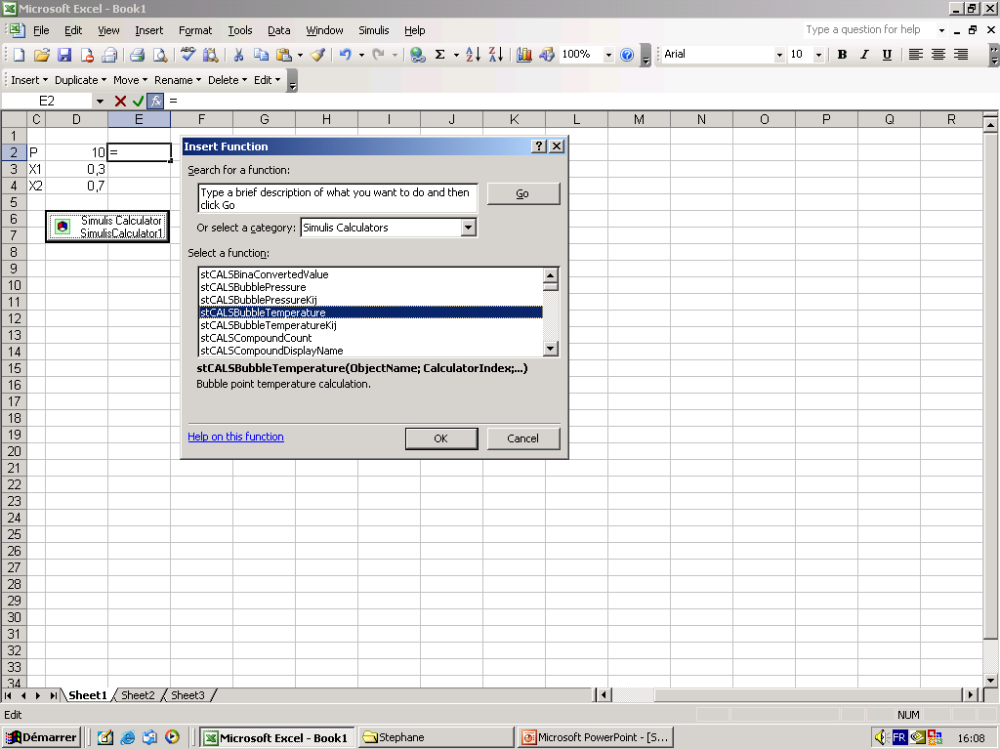 Microsoft Excel - Book1
File Edit View Insert Format Tools Data Window Simulis Help
Type a question for help
100%
Arial
10
B I U
Insert Duplicate Move Rename Delete Edit
E2
fx
=
C D E F G H I J K L M N O P Q R
1
2 P 10 =
3 X1 0,3
4 X2 0,7
5
6
7
Simulis Calculator
SimulisCalculator1
8
9
10
11
12
13
14
15
16
17
18
19
20
21
22
23
24
25
26
27
28
29
30
31
32
33
34
Insert Function
Search for a function:
Type a brief description of what you want to do and then
click Go
Go
Or select a category: Simulis Calculators
Select a function:
stCALSBinaConvertedValue
stCALSBubblePressure
stCALSBubblePressureKij
stCALSBubbleTemperature
stCALSBubbleTemperatureKij
stCALSCompoundCount
stCALSCompoundDisplayName
stCALSBubbleTemperature(ObjectName; CalculatorIndex;...)
Bubble point temperature calculation.
Help on this function
OK
Cancel
Sheet1 Sheet2 Sheet3
Edit
NUM
Démarrer
Microsoft Excel - Book1
Stephane
Microsoft PowerPoint - [S...
FR
16:08